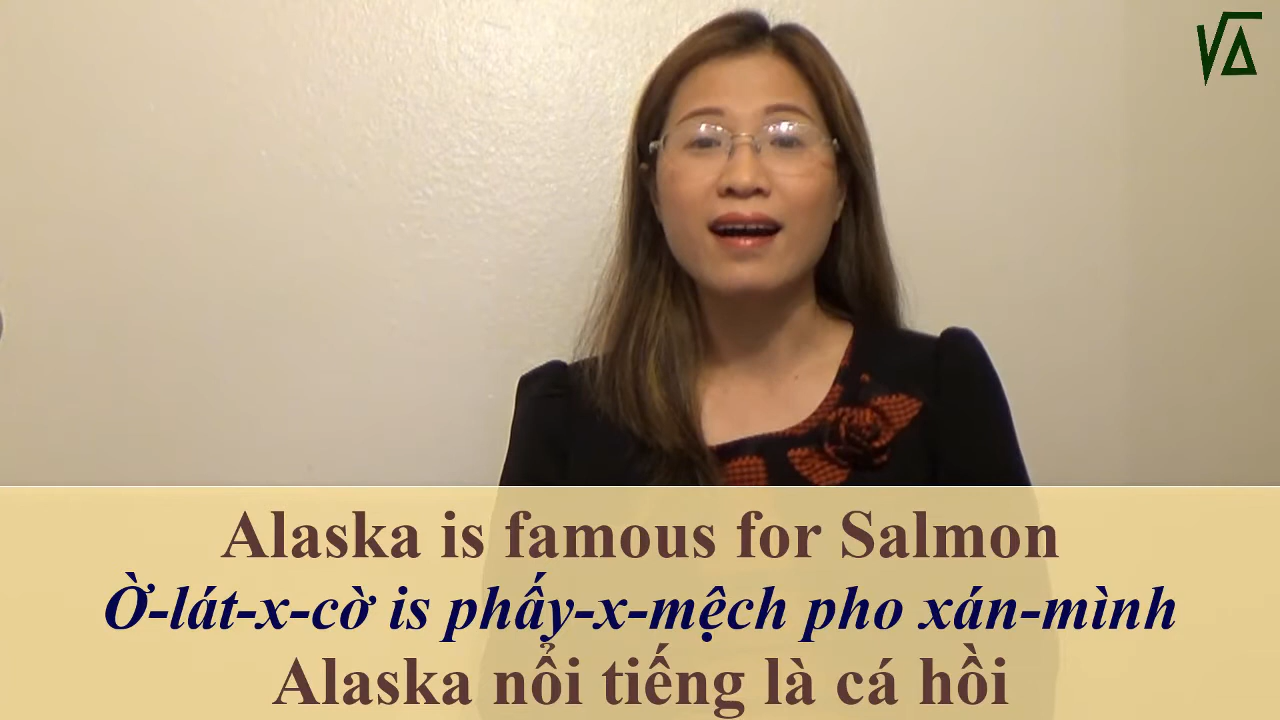 VA
Alaska is famous for Salmon
Ờ-lát-x-cờ is phấy-x-mệch pho xán-mình
Alaska nổi tiếng là cá hồi